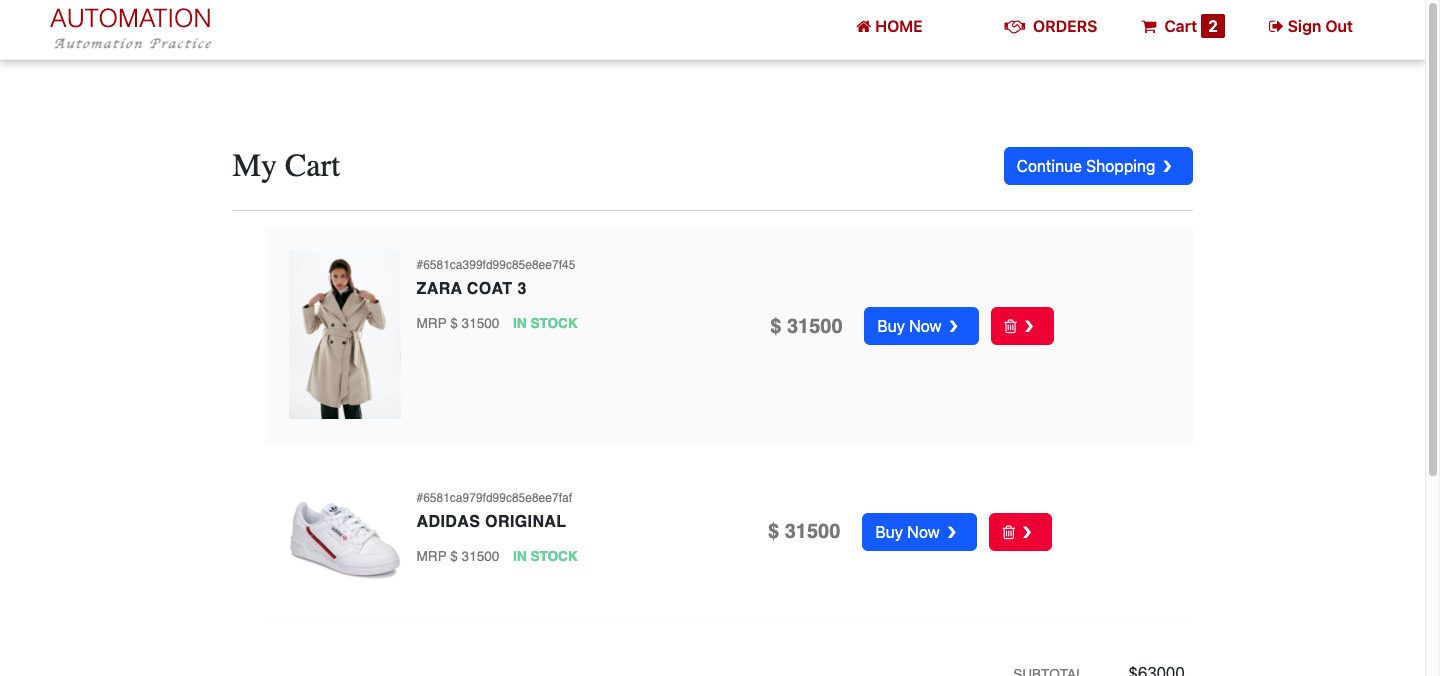 AUTOMATION
Automation Practice
HOME
ORDERS
Cart 2
Sign Out
My Cart
Continue Shopping ❯
#6581ca399fd99c85e8ee7f45
ZARA COAT 3
MRP $ 31500 IN STOCK
$ 31500
Buy Now ❯
❯
#6581ca979fd99c85e8ee7faf
ADIDAS ORIGINAL
MRP $ 31500 IN STOCK
$ 31500
Buy Now ❯
❯
SUBTOTAL $63000